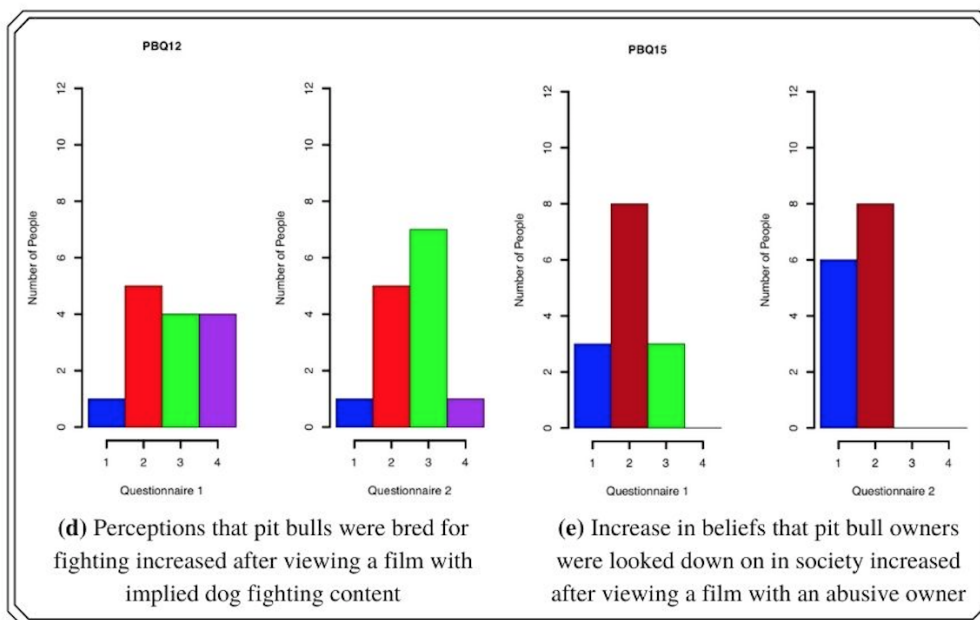 PBQ12
12
10
8
6
4
2
0
Number of People
1 2 3 4
Questionnaire 1
12
10
8
6
4
2
0
Number of People
1 2 3 4
Questionnaire 2
(d) Perceptions that pit bulls were bred for
fighting increased after viewing a film with
implied dog fighting content
PBQ15
12
10
8
6
4
2
0
Number of People
1 2 3 4
Questionnaire 1
12
10
8
6
4
2
0
Number of People
1 2 3 4
Questionnaire 2
(e) Increase in beliefs that pit bull owners
were looked down on in society increased
after viewing a film with an abusive owner